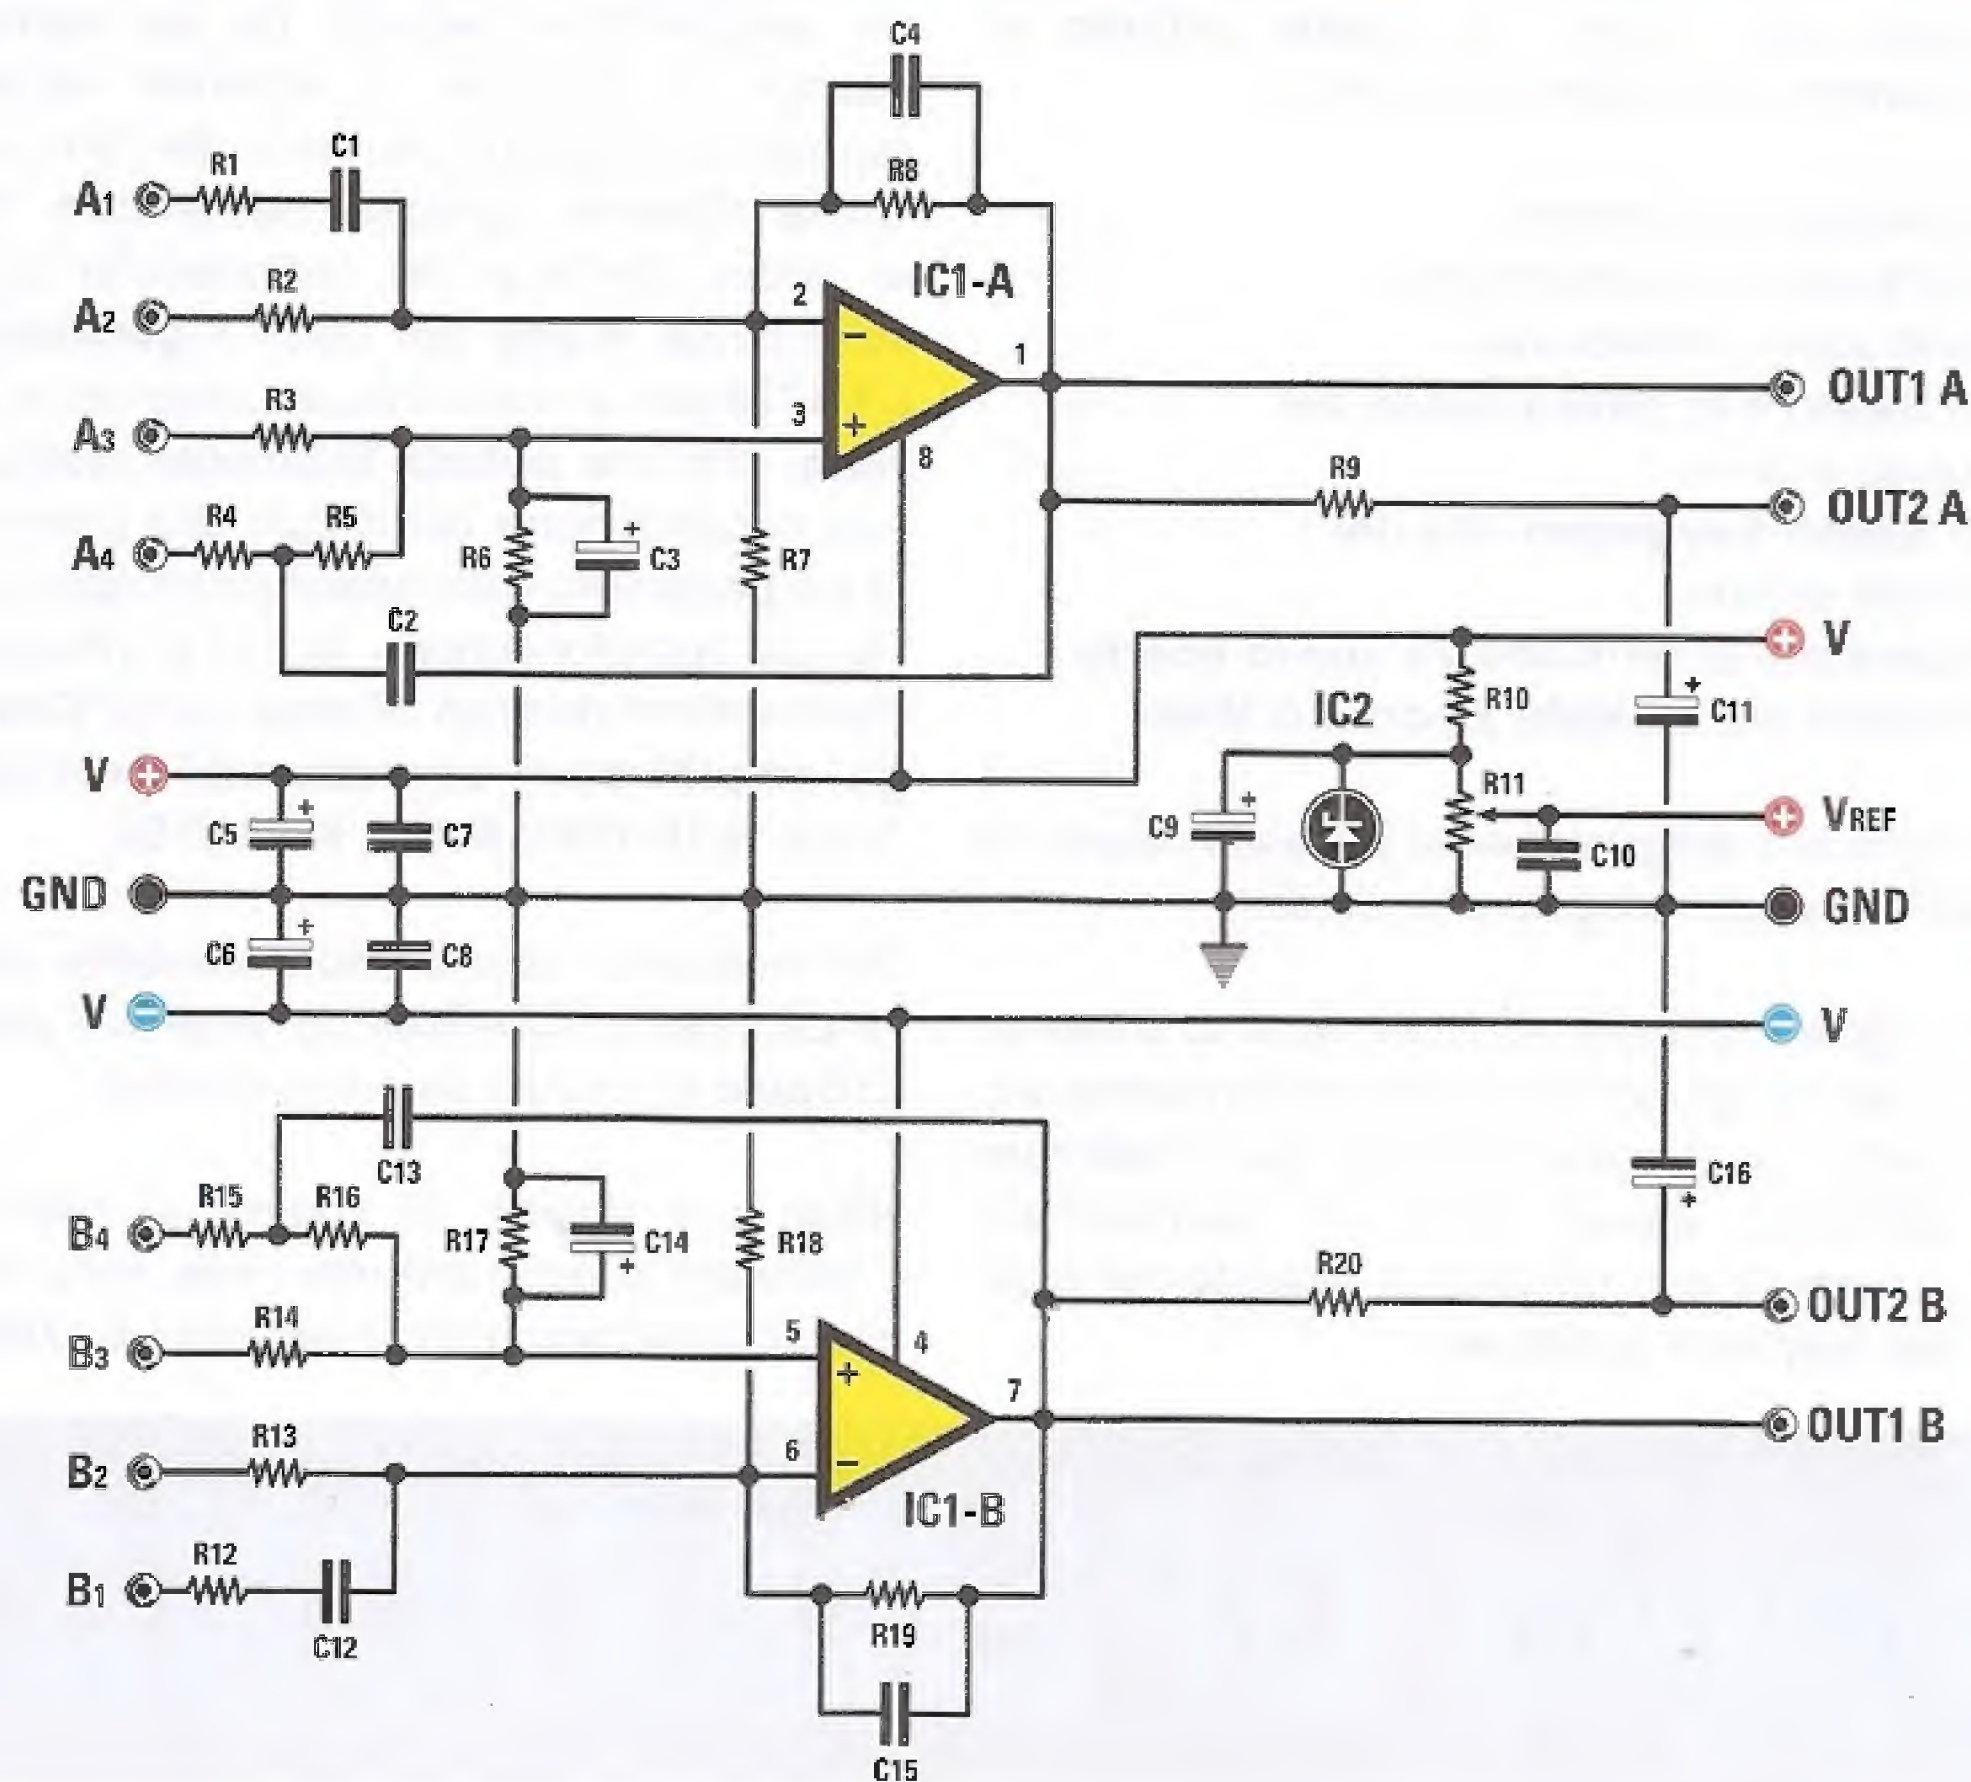 C4
C1
R1
A1
R8
R2
IC1-A
A2
2
−
1
R3
OUT1 A
A3
3
+
8
R9
R4
R5
OUT2 A
A4
R6
C3
+
R7
C2
+ V
R10
IC2
+
C11
V +
R11
+
+
C5
C7
C9
+ VREF
C10
GND
GND
+
C6
C8
V −
− V
C13
C16
+
R15
R16
B4
R17
C14
+
R18
R20
R14
5
4
OUT2 B
B3
+
7
R13
OUT1 B
6
B2
−
IC1-B
R12
B1
R19
C12
C15